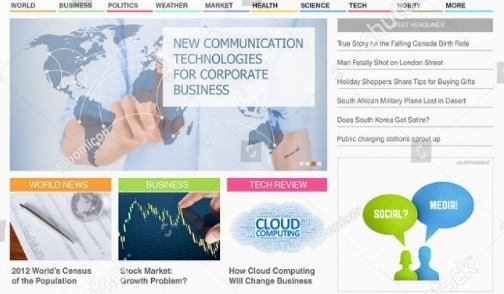 WORLD BUSINESS POLITICS WEATHER MARKET HEALTH SCIENCE TECH HOBBY MORE
NEW COMMUNICATION
TECHNOLOGIES
FOR CORPORATE
BUSINESS
LATEST HEADLINES
True Story on the Falling Canada Birth Rate
Man Fatally Shot on London Street
Holiday Shoppers Share Tips for Buying Gifts
South African Military Plane Lost in Desert
Does South Korea Get Satire?
Public charging stations sprout up
ADVERTISEMENT
SOCIAL?
MEDIA!
WORLD NEWS
2012 World's Census
of the Population
BUSINESS
Stock Market:
Growth Problem?
TECH REVIEW
CLOUD
COMPUTING
How Cloud Computing
Will Change Business